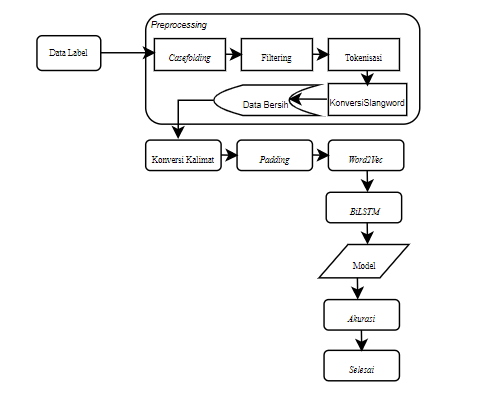 Preprocessing
Data Label
Casefolding
Filtering
Tokenisasi
KonversiSlangword
Data Bersih
Konversi Kalimat
Padding
Word2Vec
BiLSTM
Model
Akurasi
Selesai